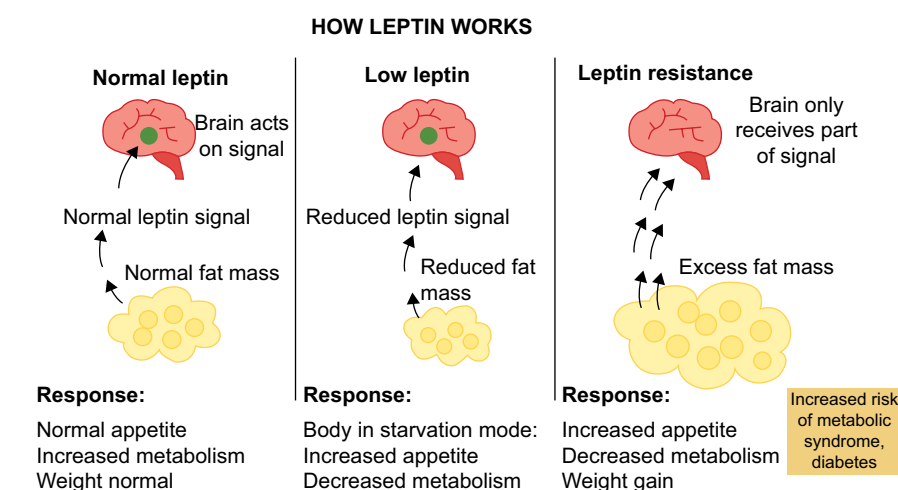 HOW LEPTIN WORKS
Normal leptin
Brain acts
on signal
Normal leptin signal
Normal fat mass
Response:
Normal appetite
Increased metabolism
Weight normal
Low leptin
Reduced leptin signal
Reduced fat
mass
Response:
Body in starvation mode:
Increased appetite
Decreased metabolism
Leptin resistance
Brain only
receives part
of signal
Excess fat mass
Response:
Increased appetite
Decreased metabolism
Weight gain
Increased risk
of metabolic
syndrome,
diabetes